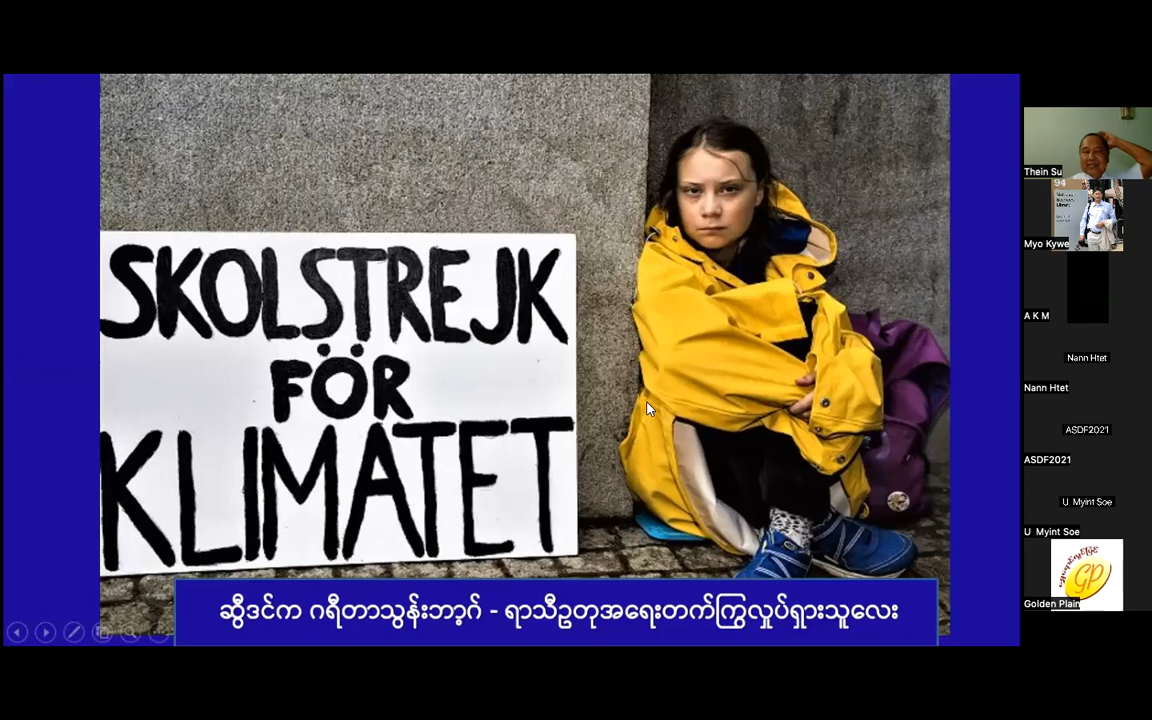 SKOLSTREJK
FÖR
KLIMATET
ဆွီဒင်က ဂရီတာသွန်းဘာ့ဂ် - ရာသီဥတုအရေးတက်ကြွလှုပ်ရှားသူလေး
Thein Su
94
Myo Kywe
A K M
Nann Htet
Nann Htet
ASDF2021
ASDF2021
U Myint Soe
U Myint Soe
GP
Golden Plain